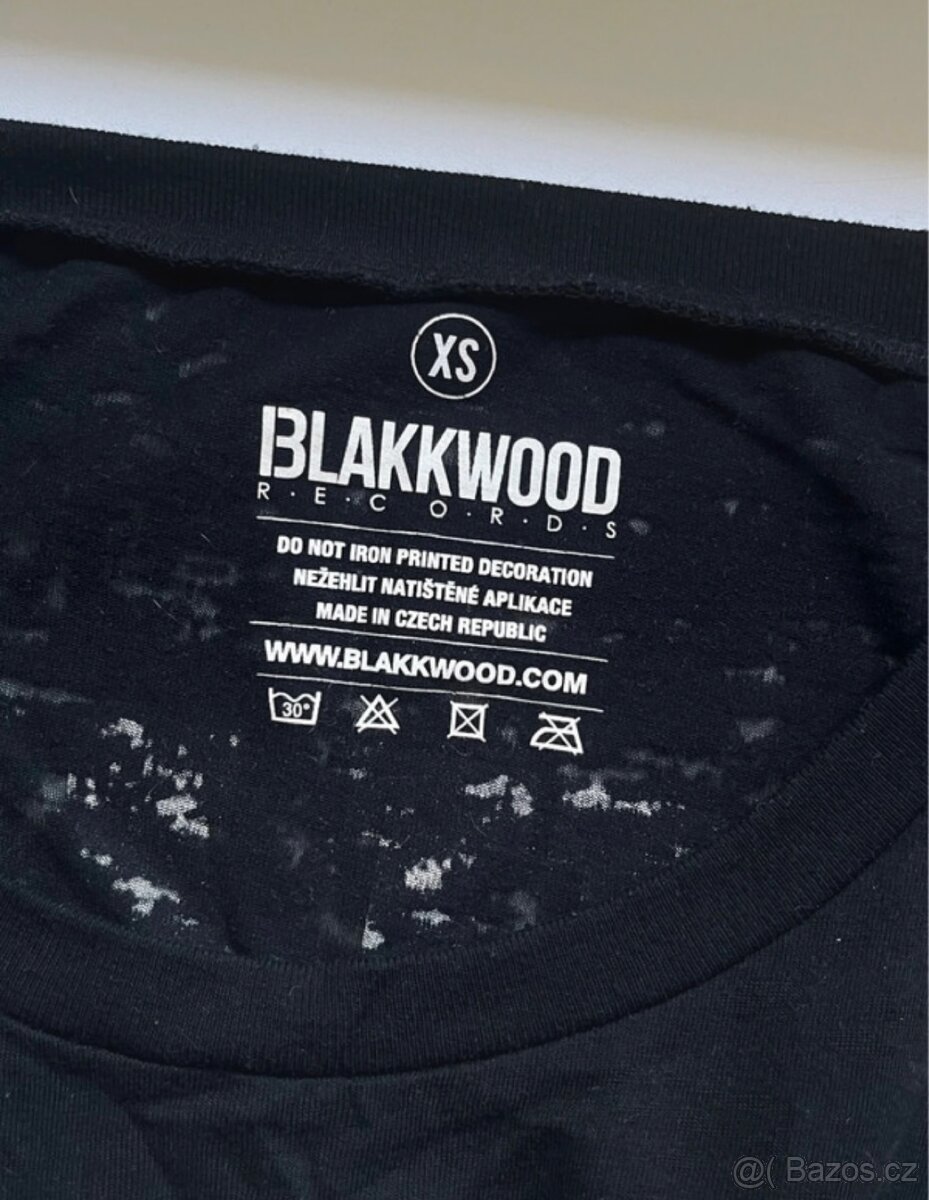 XS
BLAKKWOOD
R·E·C·O·R·D·S
DO NOT IRON PRINTED DECORATION
NEŽEHLIT NATIŠTĚNÉ APLIKACE
MADE IN CZECH REPUBLIC
WWW.BLAKKWOOD.COM
30°
@( Bazos.cz